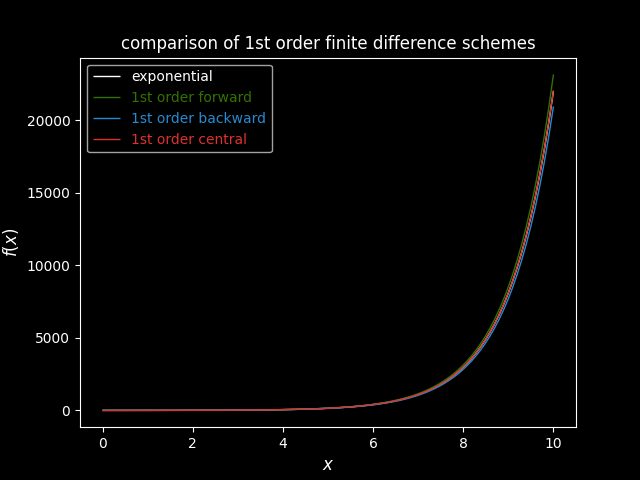 comparison of 1st order finite difference schemes
exponential
1st order forward
1st order backward
1st order central
f(x)
20000
15000
10000
5000
0
0 2 4 6 8 10
x